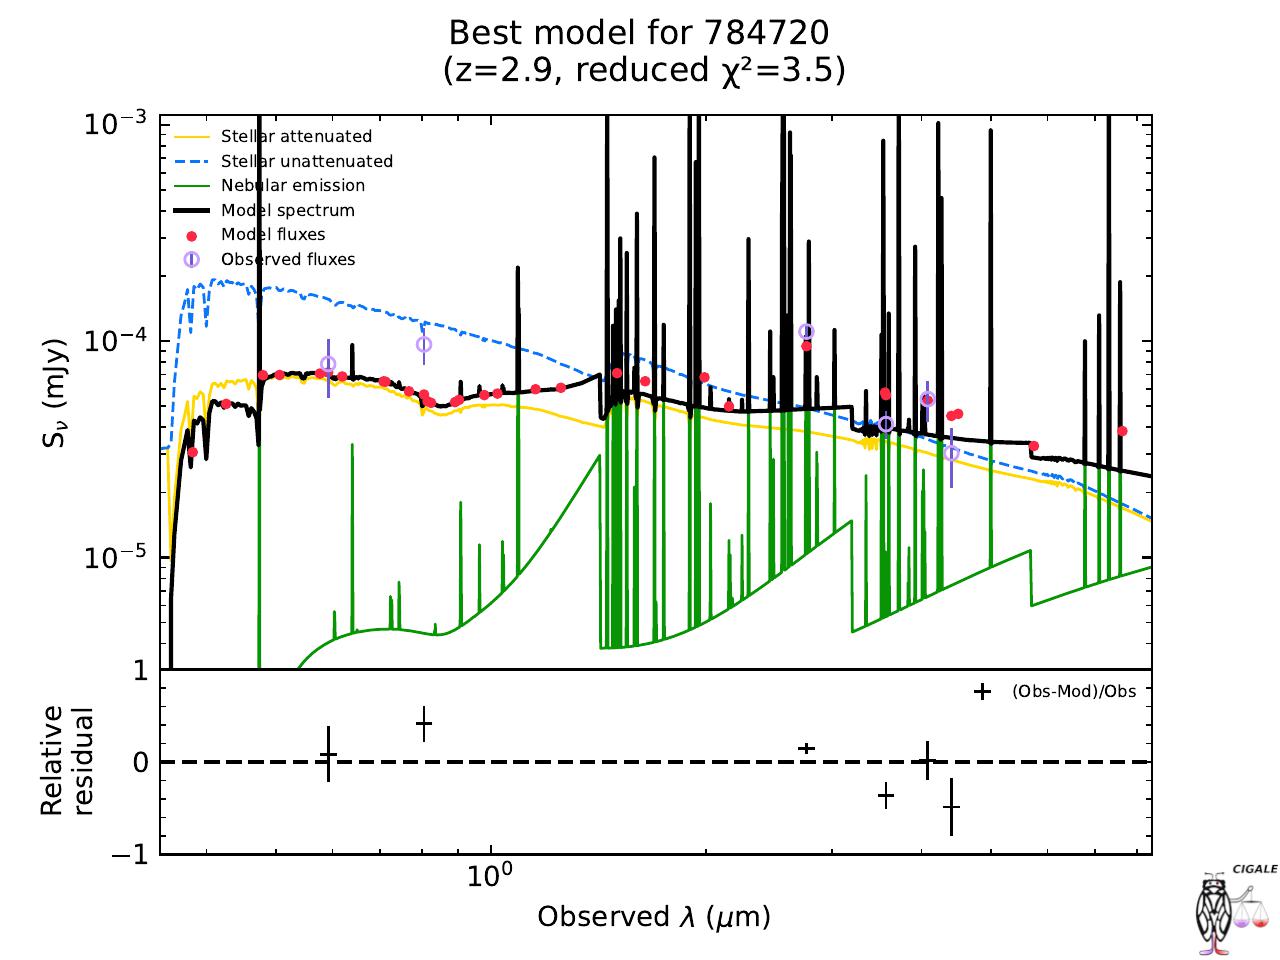 Best model for 784720
(z=2.9, reduced χ²=3.5)
10⁻³
10⁻⁴
10⁻⁵
S_ν (mJy)
Stellar attenuated
Stellar unattenuated
Nebular emission
Model spectrum
Model fluxes
Observed fluxes
1
0
−1
Relative
residual
(Obs-Mod)/Obs
10⁰
Observed λ (μm)
CIGALE